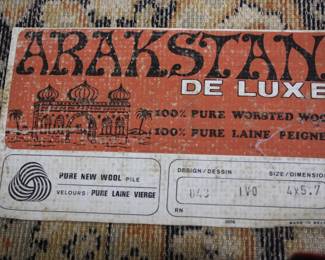 ARAKSTAN
DE LUXE
100% PURE WORSTED WOO
100% PURE LAINE PEIGNE
PURE NEW WOOL PILE
VELOURS: PURE LAINE VIERGE
DESIGN/DESSIN
SIZE/DIMENSION
043 IVO 4x5.7
RN
MADE IN